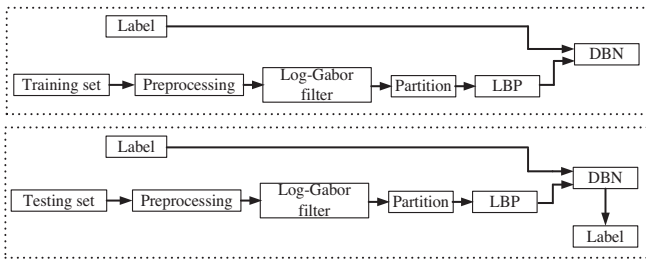 Label
DBN
Training set
Preprocessing
Log-Gabor
filter
Partition
LBP
Label
DBN
Testing set
Preprocessing
Log-Gabor
filter
Partition
LBP
Label